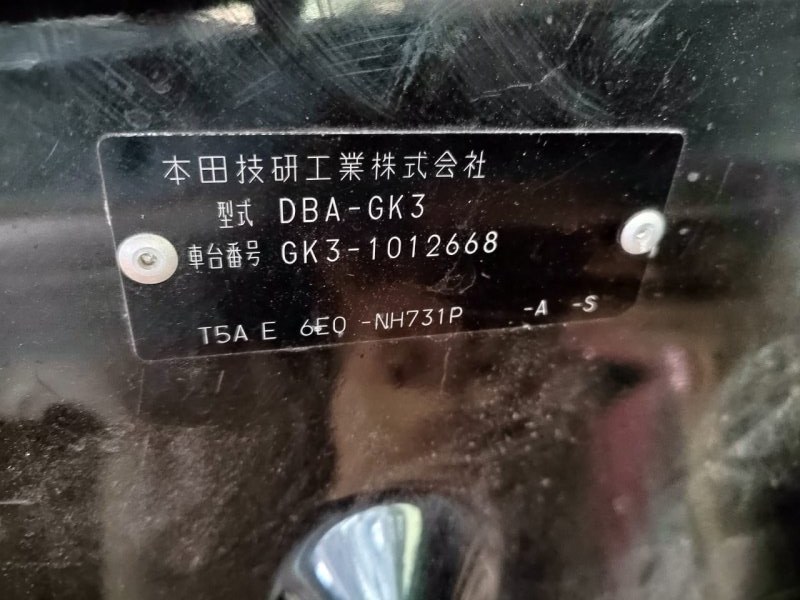 本田技研工業株式会社
型式 DBA-GK3
車台番号 GK3-1012668
T5A E 6E0 -NH731P -A -S